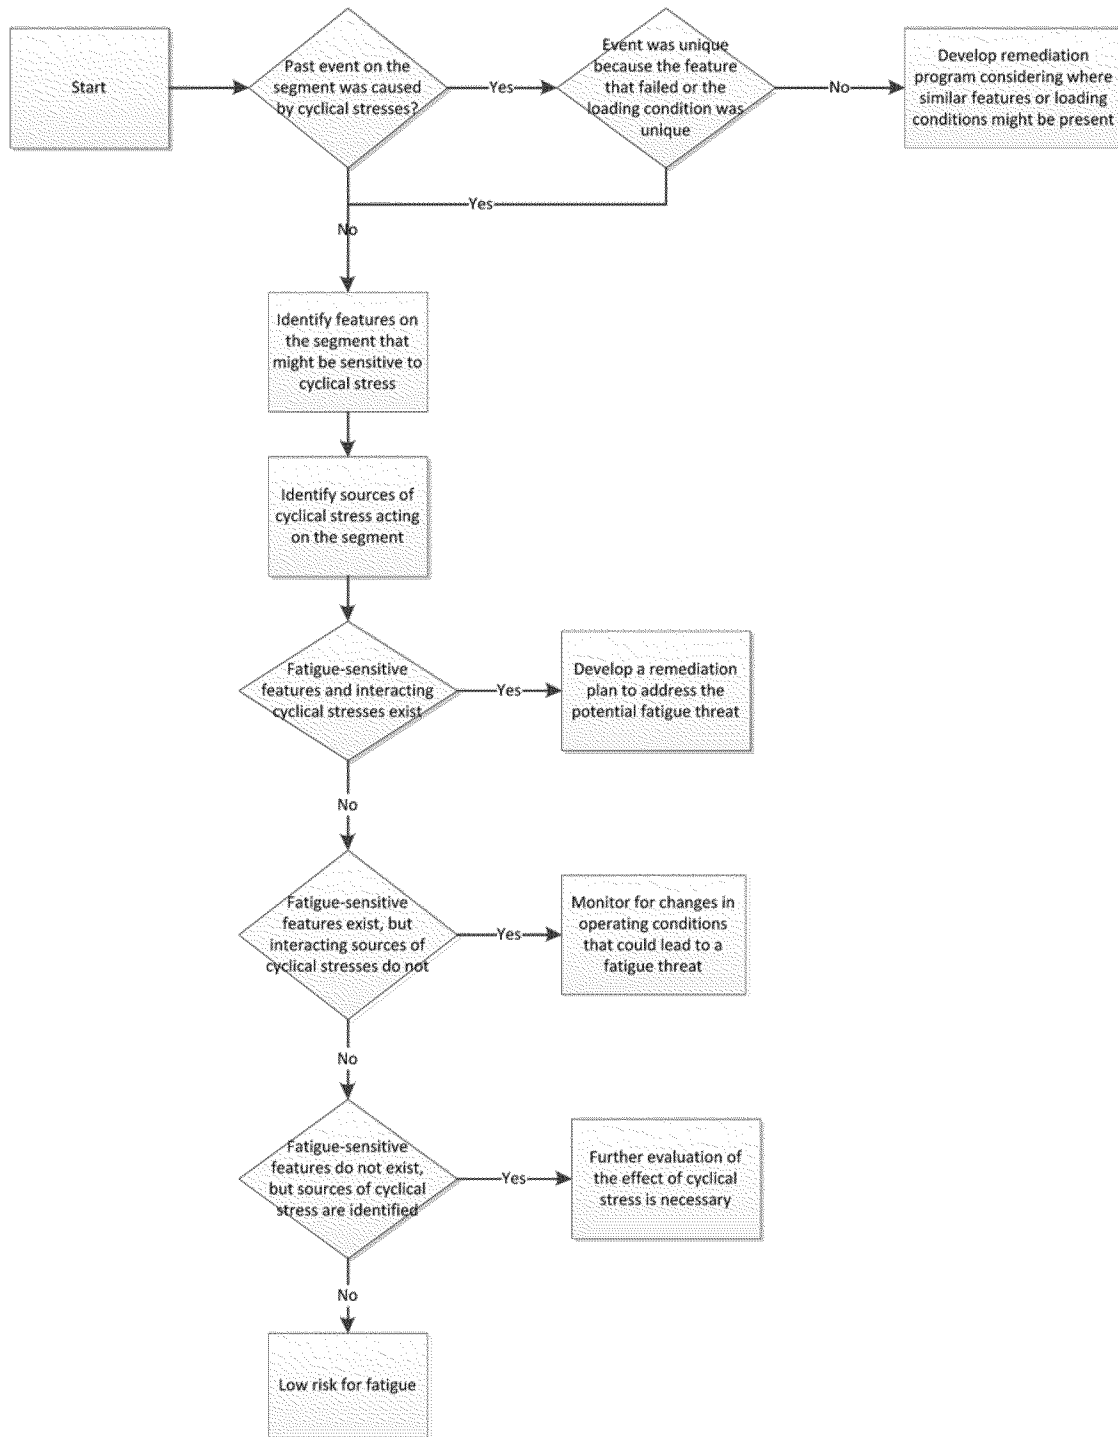 Start
Past event on the
segment was caused
by cyclical stresses?
Yes
Event was unique
because the feature
that failed or the
loading condition was
unique
No
Develop remediation
program considering where
similar features or loading
conditions might be present
Yes
No
Identify features on
the segment that
might be sensitive to
cyclical stress
Identify sources of
cyclical stress acting
on the segment
Fatigue-sensitive
features and interacting
cyclical stresses exist
Yes
Develop a remediation
plan to address the
potential fatigue threat
No
Fatigue-sensitive
features exist, but
interacting sources of
cyclical stresses do not
Yes
Monitor for changes in
operating conditions
that could lead to a
fatigue threat
No
Fatigue-sensitive
features do not exist,
but sources of cyclical
stress are identified
Yes
Further evaluation of
the effect of cyclical
stress is necessary
No
Low risk for fatigue